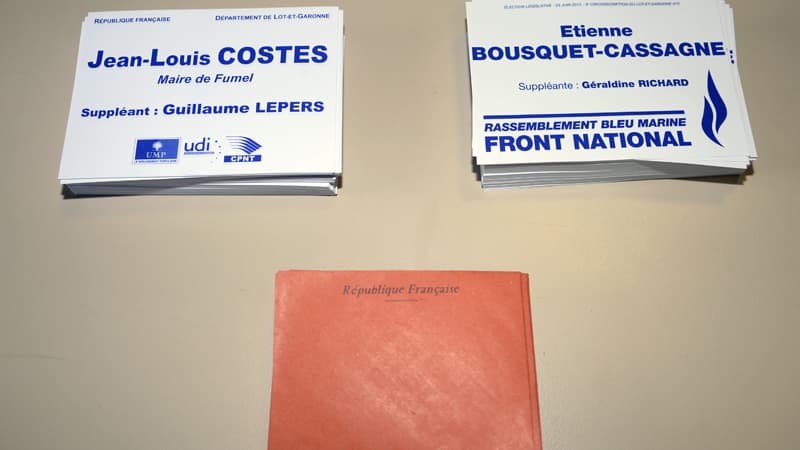 République Française Département de Lot-et-Garonne
Jean-Louis COSTES
Maire de Fumel
Suppléant : Guillaume LEPERS
UMP
udi
CPNT
Etienne
BOUSQUET-CASSAGNE
Suppléante : Géraldine RICHARD
RASSEMBLEMENT BLEU MARINE
FRONT NATIONAL
République Française